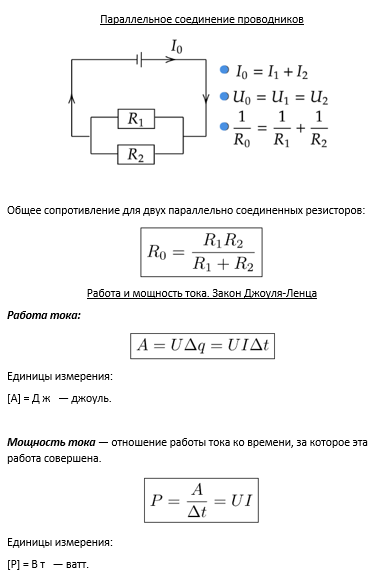 Параллельное соединение проводников
I₀
R₁
R₂
I₀ = I₁ + I₂
U₀ = U₁ = U₂
1/R₀ = 1/R₁ + 1/R₂
Общее сопротивление для двух параллельно соединенных резисторов:
R₀ = R₁R₂/(R₁ + R₂)
Работа и мощность тока. Закон Джоуля-Ленца
Работа тока:
A = UΔq = UIΔt
Единицы измерения:
[A] = Д ж — джоуль.
Мощность тока — отношение работы тока ко времени, за которое эта
работа совершена.
P = A/Δt = UI
Единицы измерения:
[P] = В т — ватт.